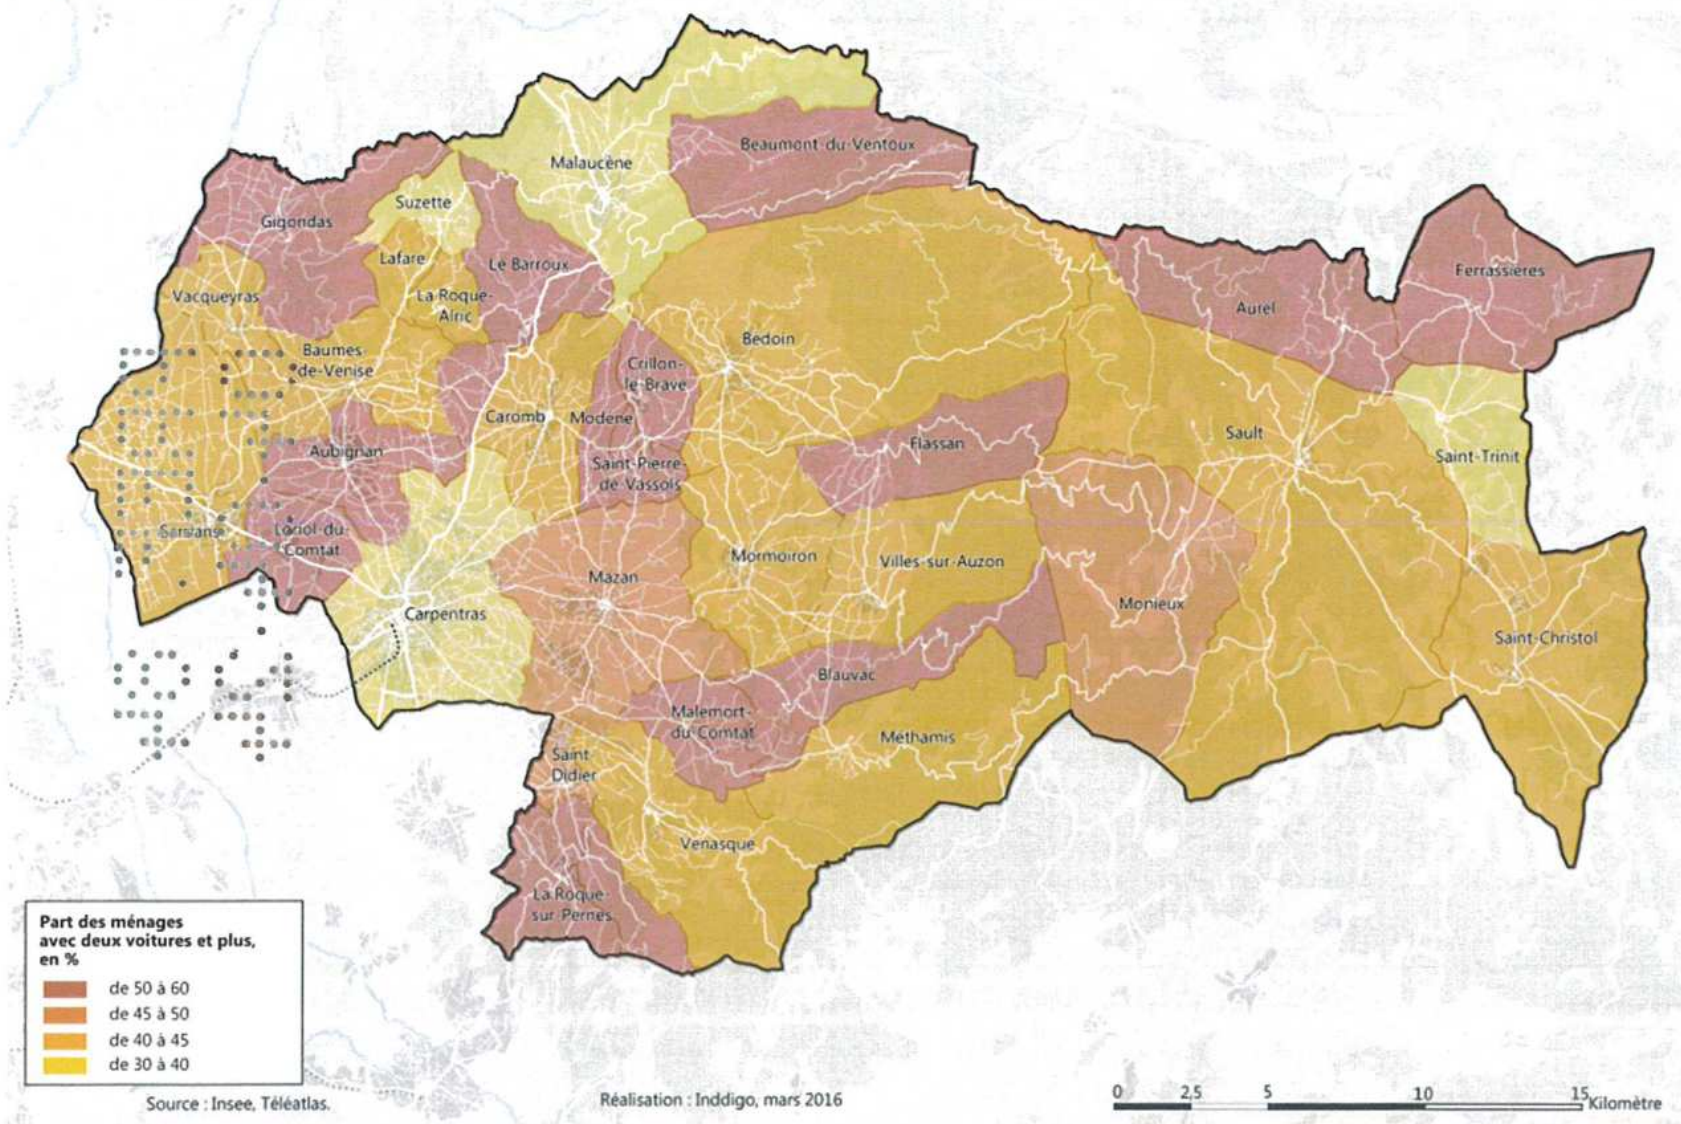 Malaucène
Beaumont-du-Ventoux
Suzette
Gigondas
Lafare
Le Barroux
Ferrassières
Vacqueyras
La Roque-
Alric
Aurel
Bédoin
Baumes-
de-Venise
Crillon-
le-Brave
Caromb
Modène
Sault
Flassan
Aubignan
Saint-Pierre-
de-Vassols
Saint-Trinit
Sarrians
Loriol-du-
Comtat
Mormoiron
Villes-sur-Auzon
Mazan
Monieux
Carpentras
Saint-Christol
Blauvac
Malemort-
du-Comtat
Méthamis
Saint
Didier
Venasque
La Roque-
sur-Pernes
Part des ménages
avec deux voitures et plus,
en %
de 50 à 60
de 45 à 50
de 40 à 45
de 30 à 40
Source : Insee, Téléatlas.
Réalisation : Inddigo, mars 2016
0 2,5 5 10 15 Kilomètre